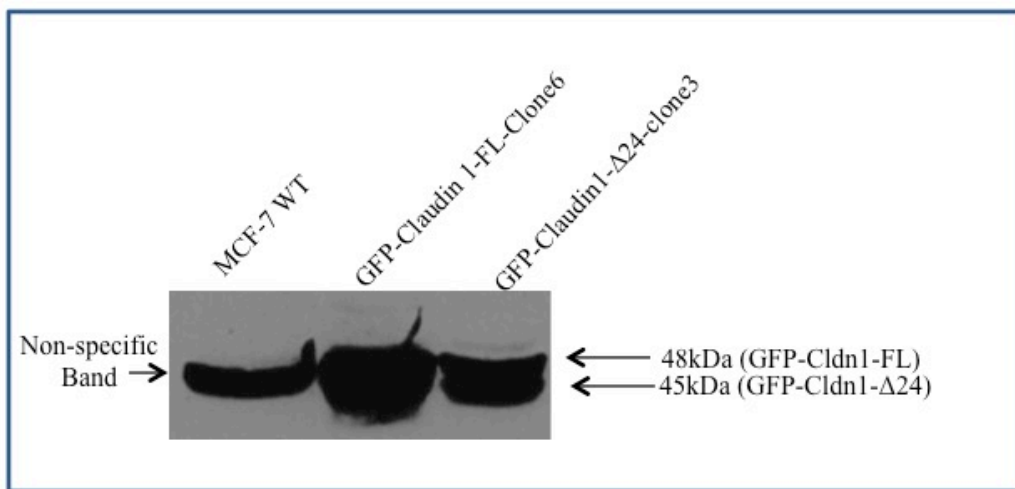 MCF-7 WT
GFP-Claudin 1-FL-Clone6
GFP-Claudin1-Δ24-clone3
Non-specific
Band
48kDa (GFP-Cldn1-FL)
45kDa (GFP-Cldn1-Δ24)